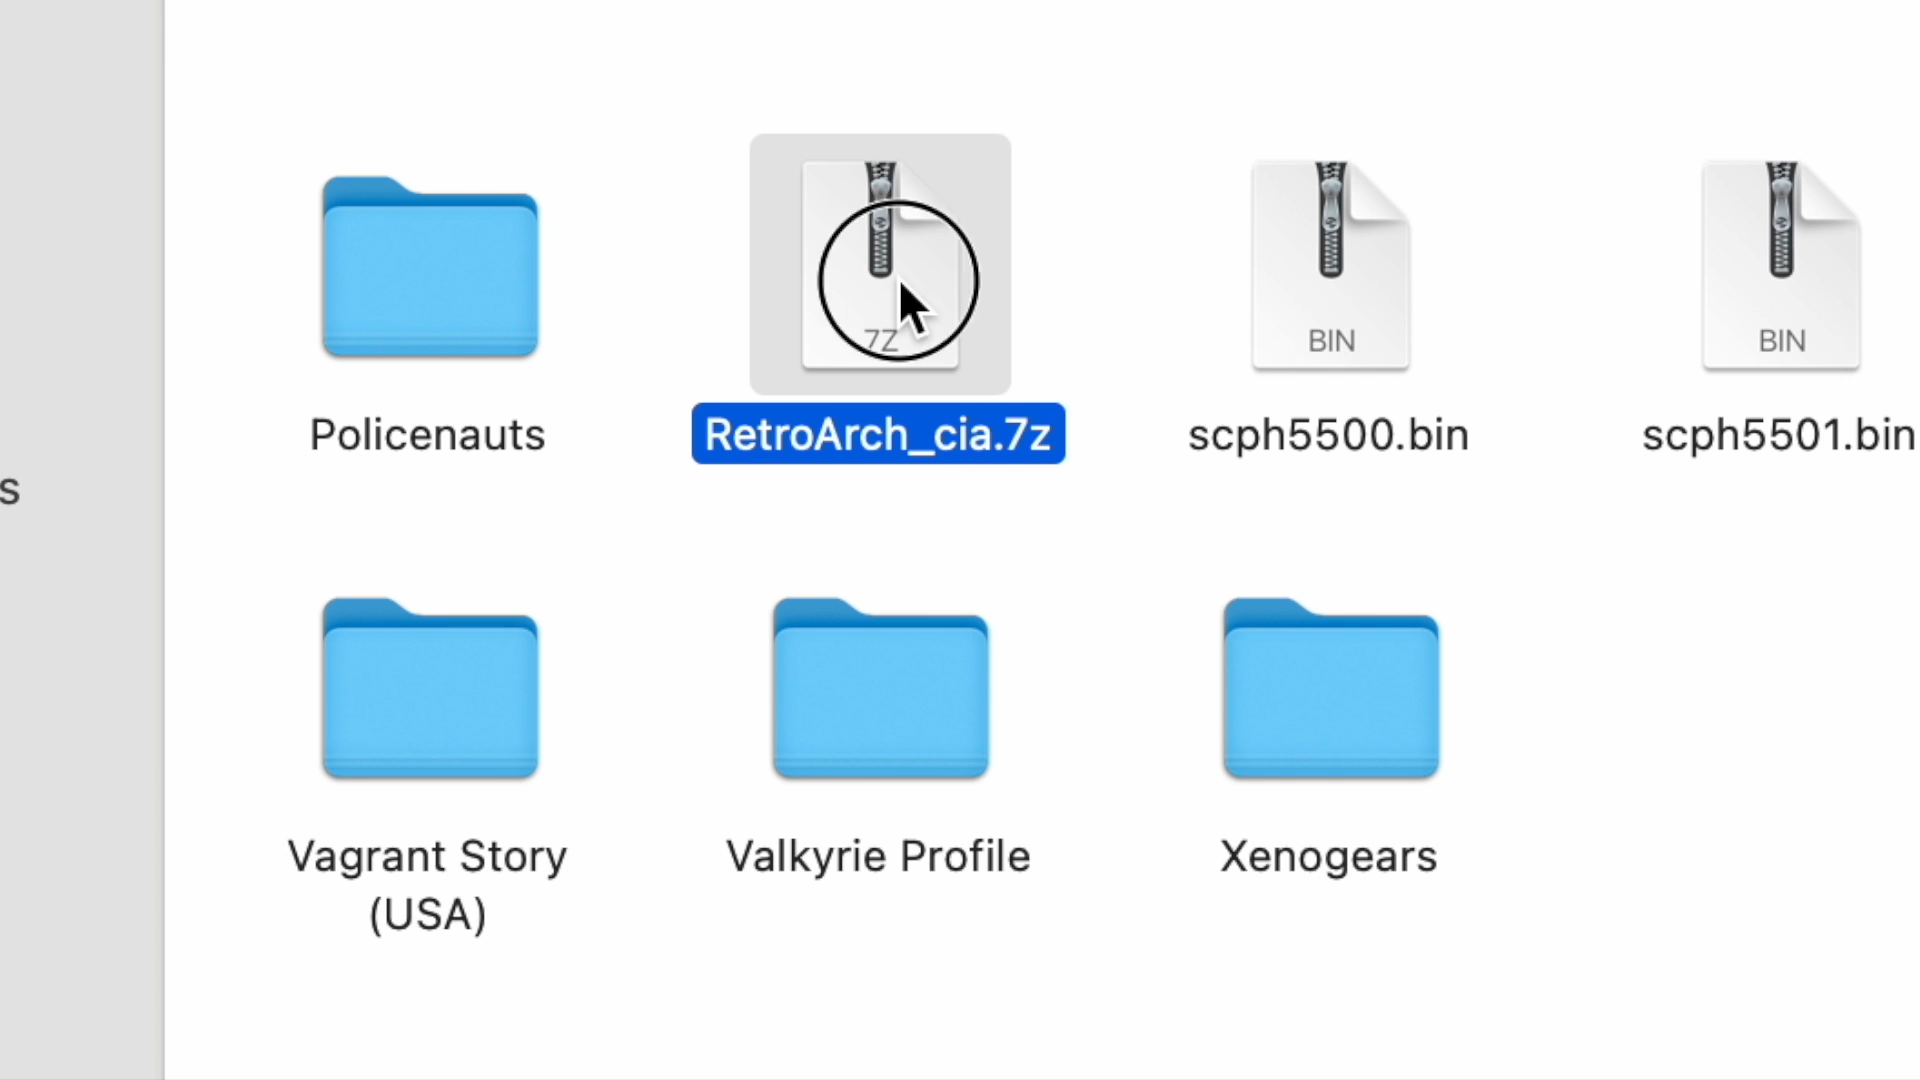 7Z
BIN
BIN
Policenauts
RetroArch_cia.7z
scph5500.bin
scph5501.bin
s
Vagrant Story
(USA)
Valkyrie Profile
Xenogears